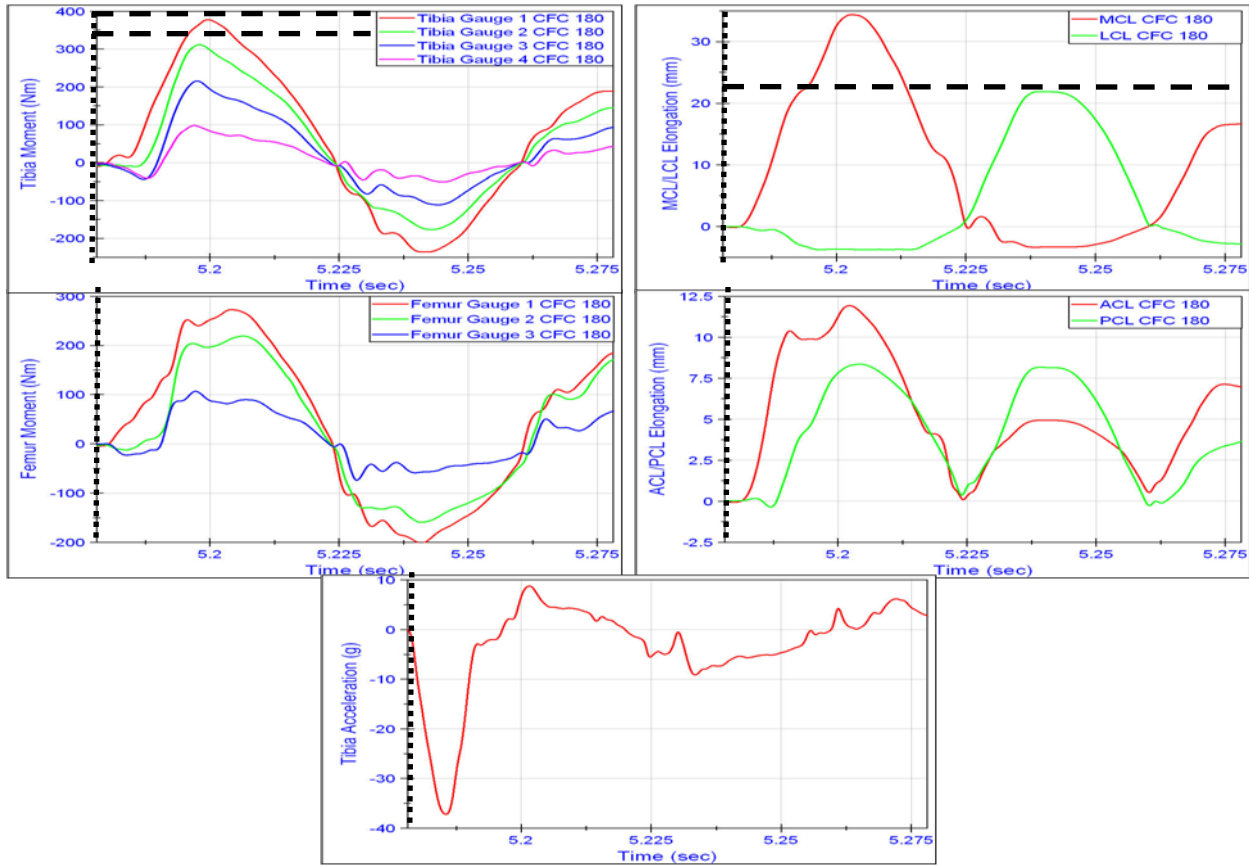 Tibia Moment (Nm)
400
300
200
100
0
-100
-200
Tibia Gauge 1 CFC 180
Tibia Gauge 2 CFC 180
Tibia Gauge 3 CFC 180
Tibia Gauge 4 CFC 180
5.2
5.225
5.25
5.275
Time (sec)
MCL/LCL Elongation (mm)
30
20
10
0
MCL CFC 180
LCL CFC 180
5.2
5.225
5.25
5.275
Time (sec)
Femur Moment (Nm)
300
200
100
0
-100
-200
Femur Gauge 1 CFC 180
Femur Gauge 2 CFC 180
Femur Gauge 3 CFC 180
5.2
5.225
5.25
5.275
Time (sec)
ACL/PCL Elongation (mm)
12.5
10
7.5
5
2.5
0
-2.5
ACL CFC 180
PCL CFC 180
5.2
5.225
5.25
5.275
Time (sec)
Tibia Acceleration (g)
10
0
-10
-20
-30
-40
5.2
5.225
5.25
5.275
Time (sec)